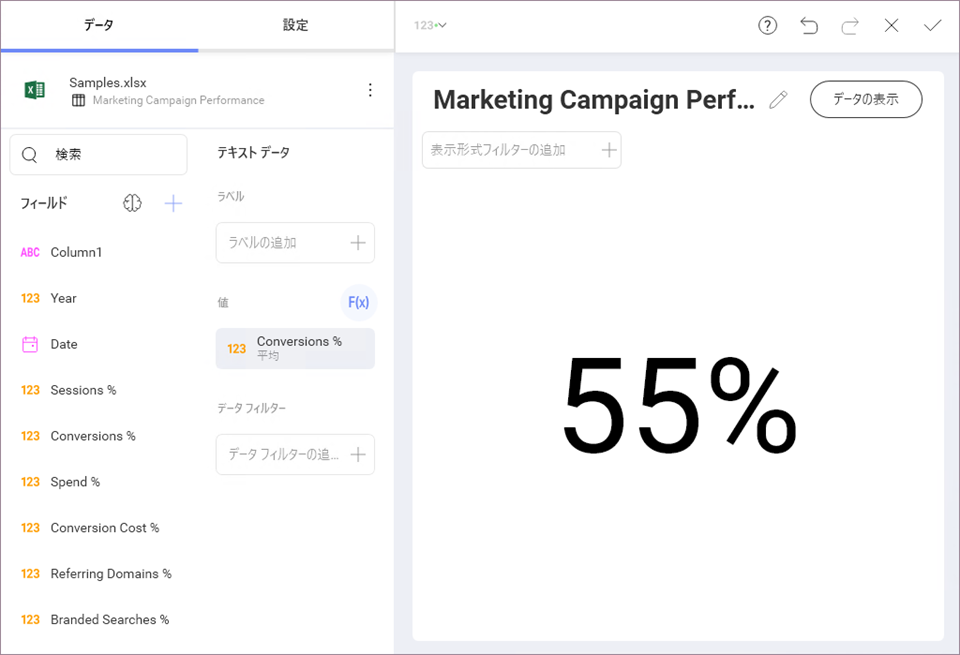 データ
設定
123
Samples.xlsx
Marketing Campaign Performance
検索
フィールド
ABC Column1
123 Year
Date
123 Sessions %
123 Conversions %
123 Spend %
123 Conversion Cost %
123 Referring Domains %
123 Branded Searches %
テキスト データ
ラベル
ラベルの追加
値
F(x)
123 Conversions %
平均
データ フィルター
データ フィルターの追...
Marketing Campaign Perf...
データの表示
表示形式フィルターの追加
55%